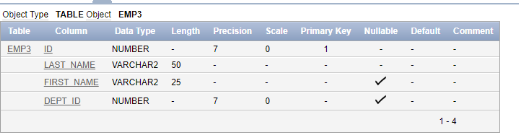 Object Type TABLE Object EMP3
Table Column Data Type Length Precision Scale Primary Key Nullable Default Comment
EMP3 ID NUMBER - 7 0 1 - - -
LAST_NAME VARCHAR2 50 - - - - - -
FIRST_NAME VARCHAR2 25 - - - ✓ - -
DEPT_ID NUMBER - 7 0 - ✓ - -
1 - 4